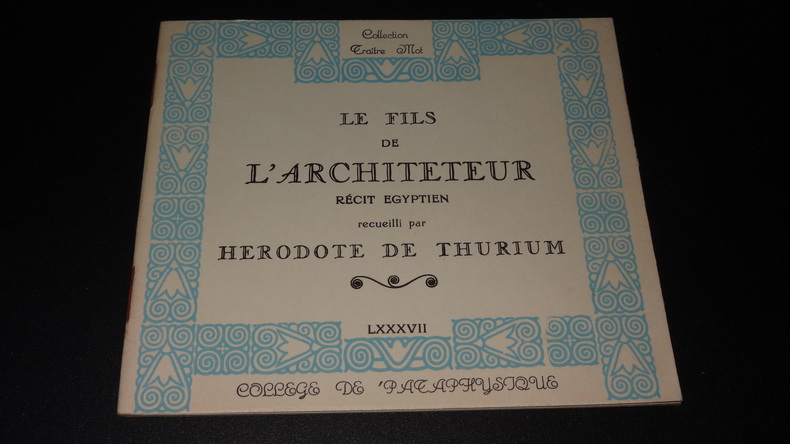 Collection
Traître Mot
LE FILS
DE
L'ARCHITETEUR
RÉCIT EGYPTIEN
recueilli par
HERODOTE DE THURIUM
LXXXVII
COLLEGE DE 'PATAPHYSIQUE